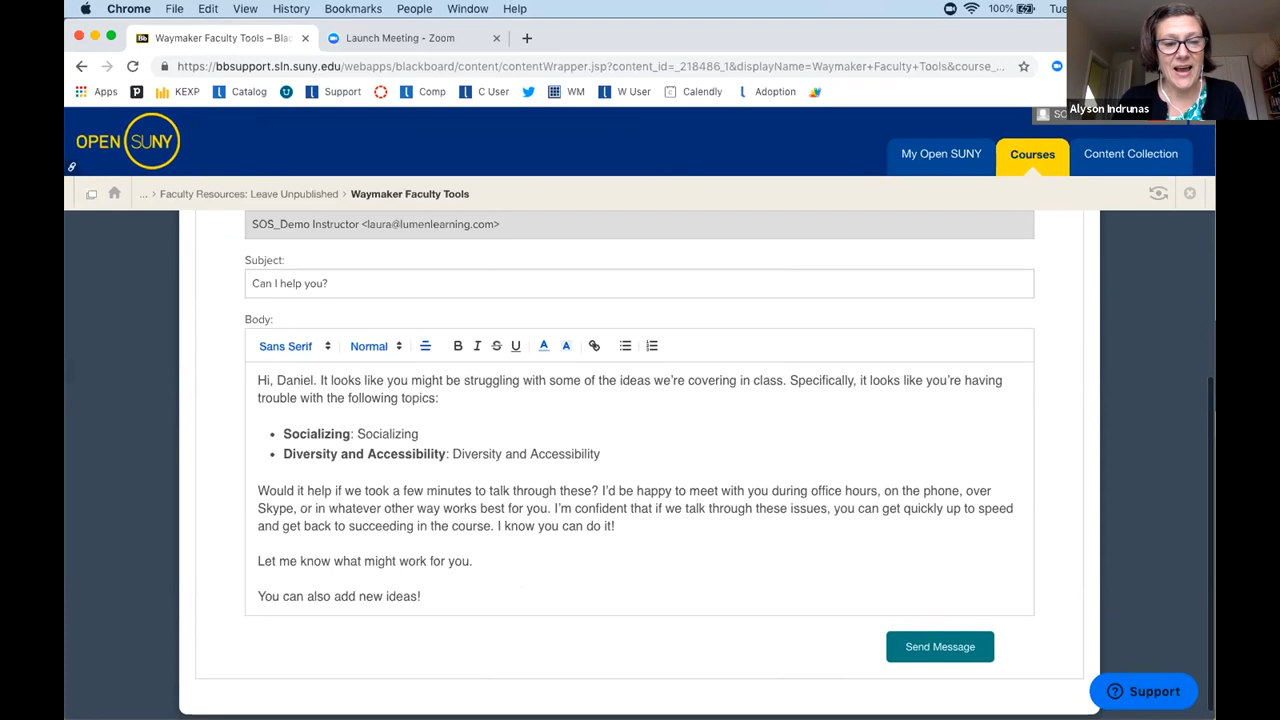 Chrome File Edit View History Bookmarks People Window Help 100% Tue
Waymaker Faculty Tools – Blac Launch Meeting - Zoom
https://bbsupport.sln.suny.edu/webapps/blackboard/content/contentWrapper.jsp?content_id=_218486_1&displayName=Waymaker+Faculty+Tools&course_...
Apps KEXP Catalog Support Comp C User WM W User Calendly Adoption
Alyson Indrunas
OPEN SUNY
My Open SUNY Courses Content Collection
... > Faculty Resources: Leave Unpublished > Waymaker Faculty Tools
SOS_Demo Instructor <laura@lumenlearning.com>
Subject:
Can I help you?
Body:
Sans Serif Normal B I S U A A
Hi, Daniel. It looks like you might be struggling with some of the ideas we're covering in class. Specifically, it looks like you're having
trouble with the following topics:
• Socializing: Socializing
• Diversity and Accessibility: Diversity and Accessibility
Would it help if we took a few minutes to talk through these? I'd be happy to meet with you during office hours, on the phone, over
Skype, or in whatever other way works best for you. I'm confident that if we talk through these issues, you can get quickly up to speed
and get back to succeeding in the course. I know you can do it!
Let me know what might work for you.
You can also add new ideas!
Send Message
Support